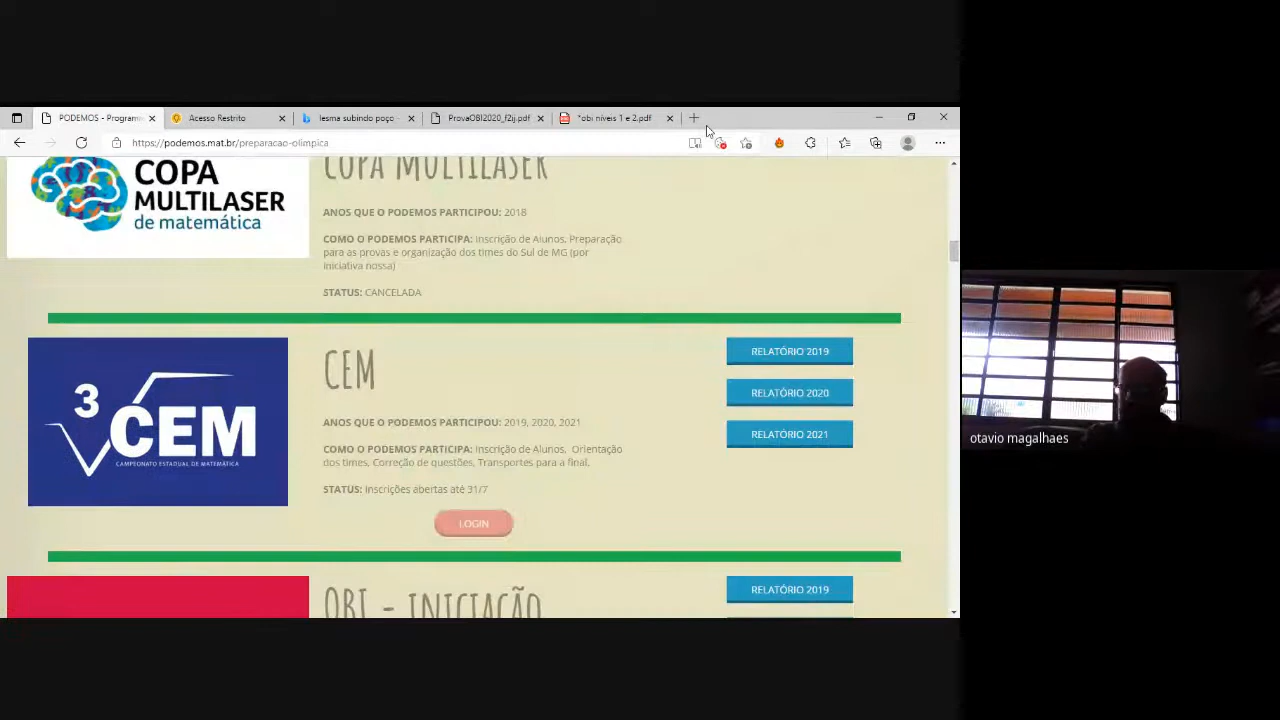 PODEMOS - Programa
Acesso Restrito
lesma subindo poço -
ProvaOBI2020_f2ij.pdf
*obi níveis 1 e 2.pdf
https://podemos.mat.br/preparacao-olimpica
COPA
MULTILASER
de matemática
COPA MULTILASER
ANOS QUE O PODEMOS PARTICIPOU: 2018
COMO O PODEMOS PARTICIPA: Inscrição de Alunos, Preparação
para as provas e organização dos times do Sul de MG (por
iniciativa nossa)
STATUS: CANCELADA
3
CEM
CAMPEONATO ESTADUAL DE MATEMÁTICA
CEM
ANOS QUE O PODEMOS PARTICIPOU: 2019, 2020, 2021
COMO O PODEMOS PARTICIPA: Inscrição de Alunos, Orientação
dos times, Correção de questões, Transportes para a final.
STATUS: Inscrições abertas até 31/7
LOGIN
RELATÓRIO 2019
RELATÓRIO 2020
RELATÓRIO 2021
OBI - INICIAÇÃO
RELATÓRIO 2019
otavio magalhaes